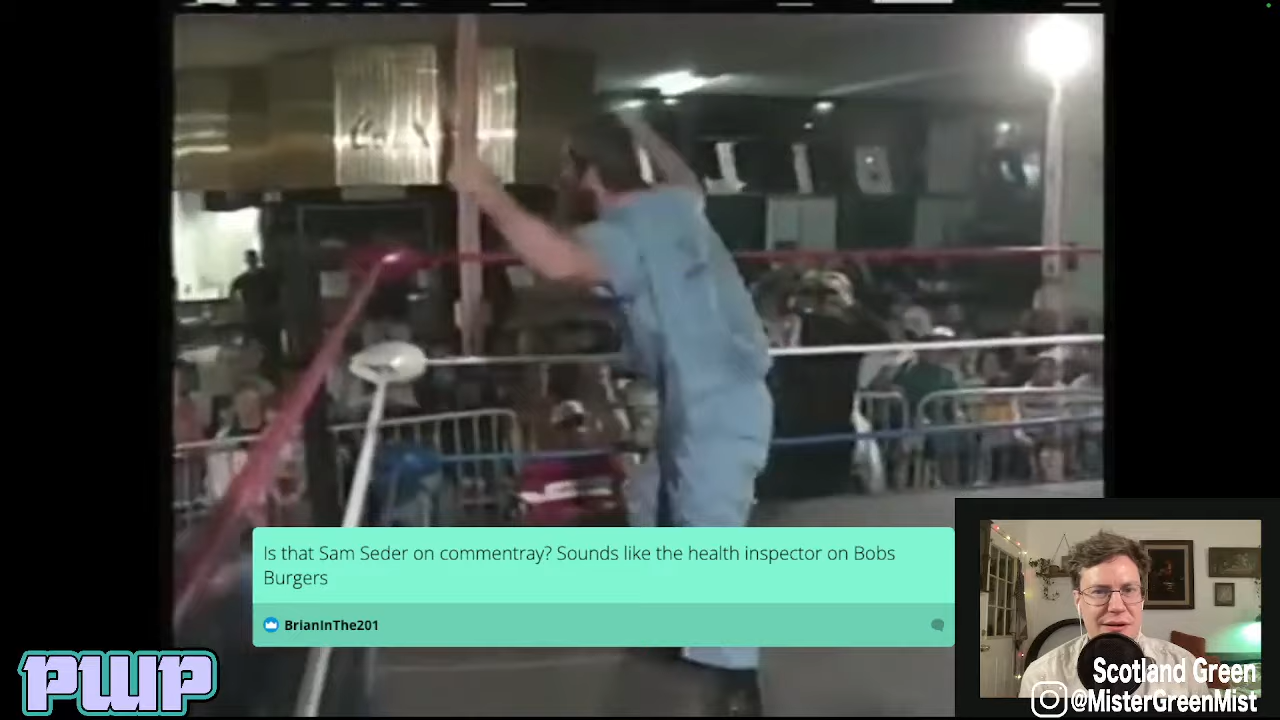 Is that Sam Seder on commentray? Sounds like the health inspector on Bobs
Burgers
BrianInThe201
PWP
Scotland Green
@MisterGreenMist